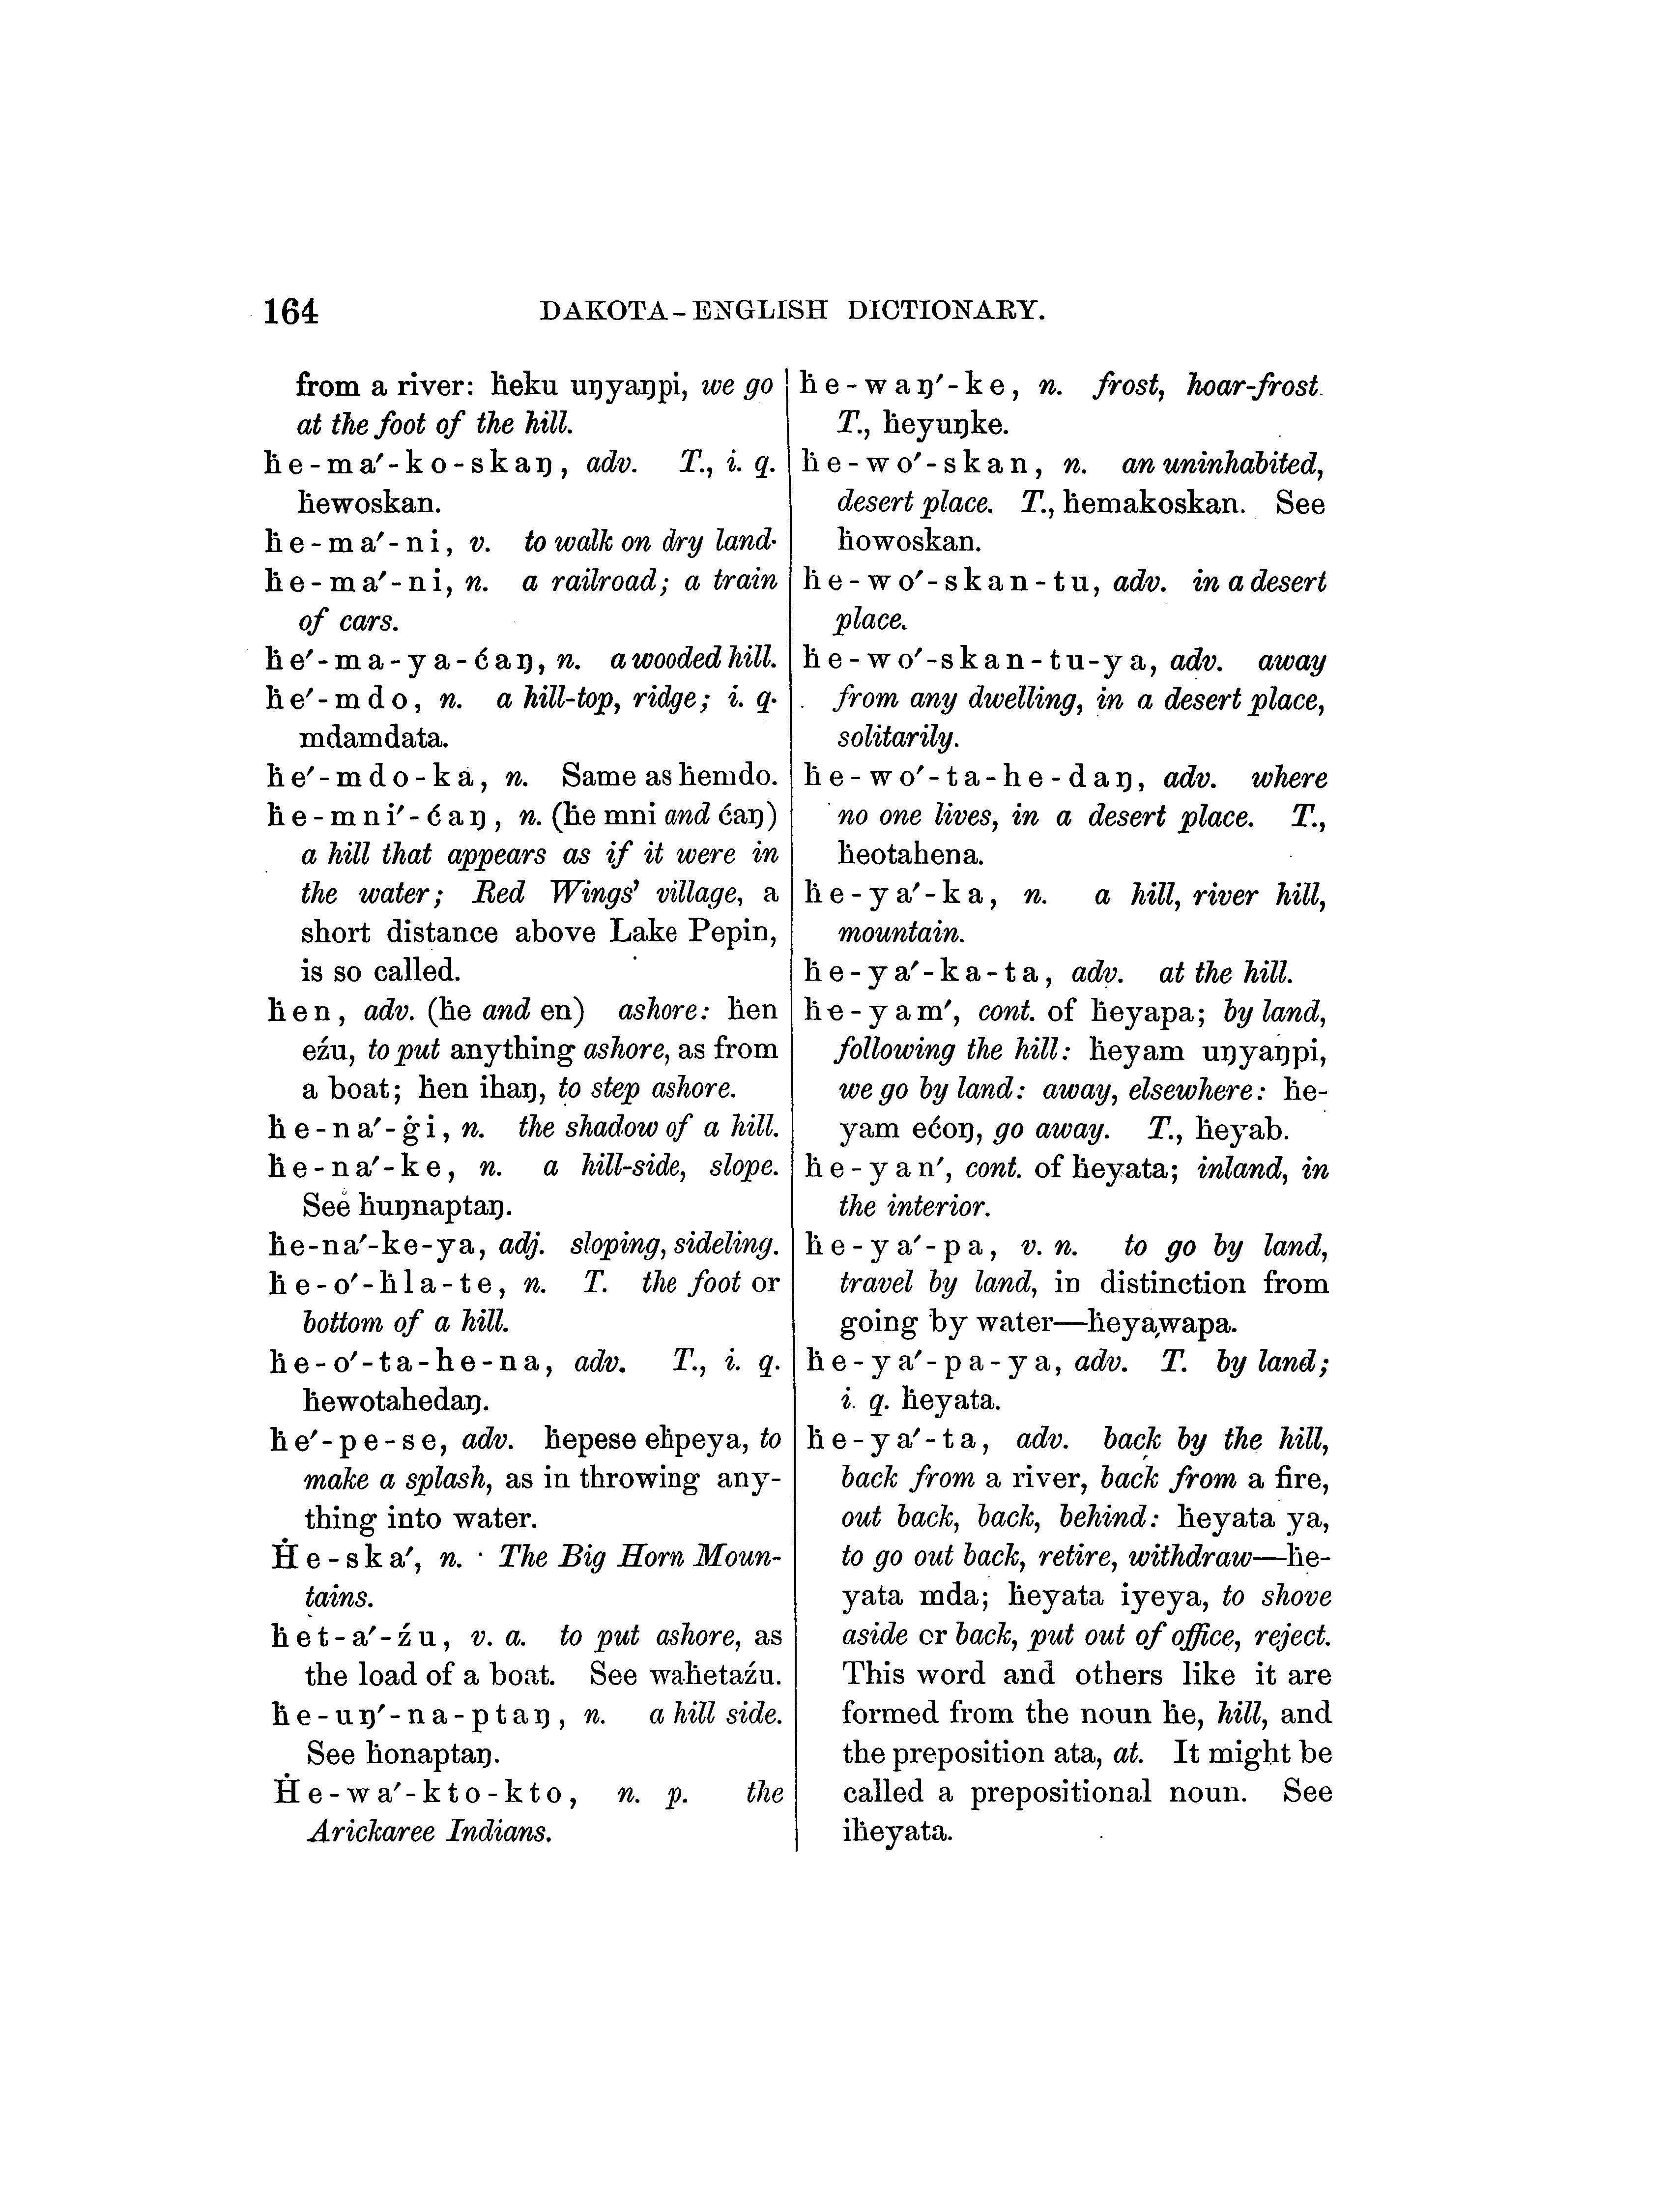 164
DAKOTA-ENGLISH DICTIONARY.
from a river: ḣeku uŋyaŋpi, we go
at the foot of the hill.
ḣe-ma′-ko-skaŋ, adv. T., i. q.
ḣewoskan.
ḣe-ma′-ni, v. to walk on dry land.
ḣe-ma′-ni, n. a railroad; a train
of cars.
ḣe′-ma-ya-ćaŋ, n. a wooded hill.
ḣe′-mdo, n. a hill-top, ridge; i. q.
mdamdata.
ḣe′-mdo-ka, n. Same as ḣemdo.
ḣe-mni′-ćaŋ, n. (ḣe mni and ćaŋ)
a hill that appears as if it were in
the water; Red Wings’ village, a
short distance above Lake Pepin,
is so called.
ḣen, adv. (ḣe and en) ashore: ḣen
eźu, to put anything ashore, as from
a boat; ḣen ihaŋ, to step ashore.
ḣe-na′-ġi, n. the shadow of a hill.
ḣe-na′-ke, n. a hill-side, slope.
See ḣuŋnaptaŋ.
ḣe-na′-ke-ya, adj. sloping, sideling.
ḣe-o′-ḣla-te, n. T. the foot or
bottom of a hill.
ḣe-o′-ta-he-na, adv. T., i. q.
ḣewotahedaŋ.
ḣe′-pe-se, adv. ḣepese eḣpeya, to
make a splash, as in throwing any-
thing into water.
Ḣe-ska′, n. The Big Horn Moun-
tains.
ḣet-a′-źu, v. a. to put ashore, as
the load of a boat. See waḣetaźu.
ḣe-uŋ′-na-ptaŋ, n. a hill side.
See ḣonaptaŋ.
Ḣe-wa′-kto-kto, n. p. the
Arickaree Indians.
ḣe-waŋ′-ke, n. frost, hoar-frost.
T., ḣeyuŋke.
ḣe-wo′-skan, n. an uninhabited,
desert place. T., ḣemakoskan. See
ḣowoskan.
ḣe-wo′-skan-tu, adv. in a desert
place.
ḣe-wo′-skan-tu-ya, adv. away
from any dwelling, in a desert place,
solitarily.
ḣe-wo′-ta-he-daŋ, adv. where
no one lives, in a desert place. T.,
ḣeotahena.
ḣe-ya′-ka, n. a hill, river hill,
mountain.
ḣe-ya′-ka-ta, adv. at the hill.
ḣe-yam′, cont. of ḣeyapa; by land,
following the hill: ḣeyam uŋyaŋpi,
we go by land: away, elsewhere: ḣe-
yam ećoŋ, go away. T., ḣeyab.
ḣe-yan′, cont. of ḣeyata; inland, in
the interior.
ḣe-ya′-pa, v. n. to go by land,
travel by land, in distinction from
going by water—ḣeyawapa.
ḣe-ya′-pa-ya, adv. T. by land;
i. q. ḣeyata.
ḣe-ya′-ta, adv. back by the hill,
back from a river, back from a fire,
out back, back, behind: ḣeyata ya,
to go out back, retire, withdraw—ḣe-
yata mda; ḣeyata iyeya, to shove
aside or back, put out of office, reject.
This word and others like it are
formed from the noun ḣe, hill, and
the preposition ata, at. It might be
called a prepositional noun. See
iḣeyata.